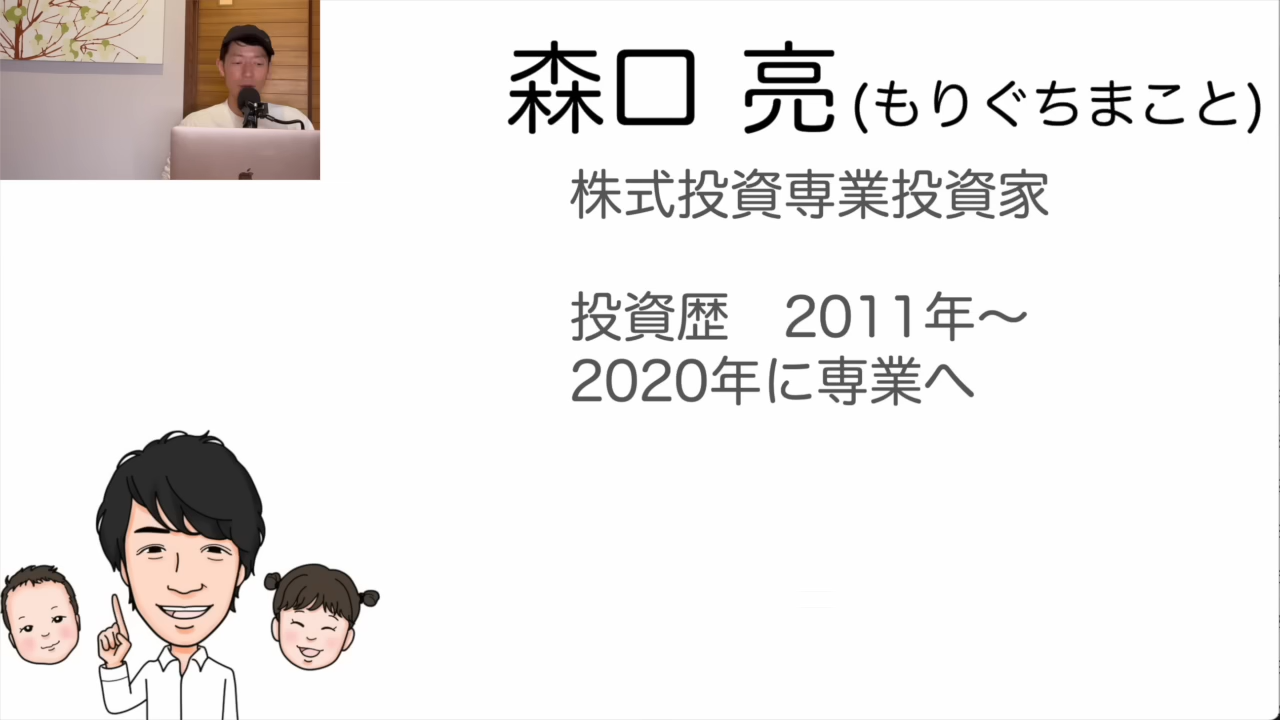 森口 亮 (もりぐちまこと)
株式投資専業投資家
投資歴　2011年〜
2020年に専業へ